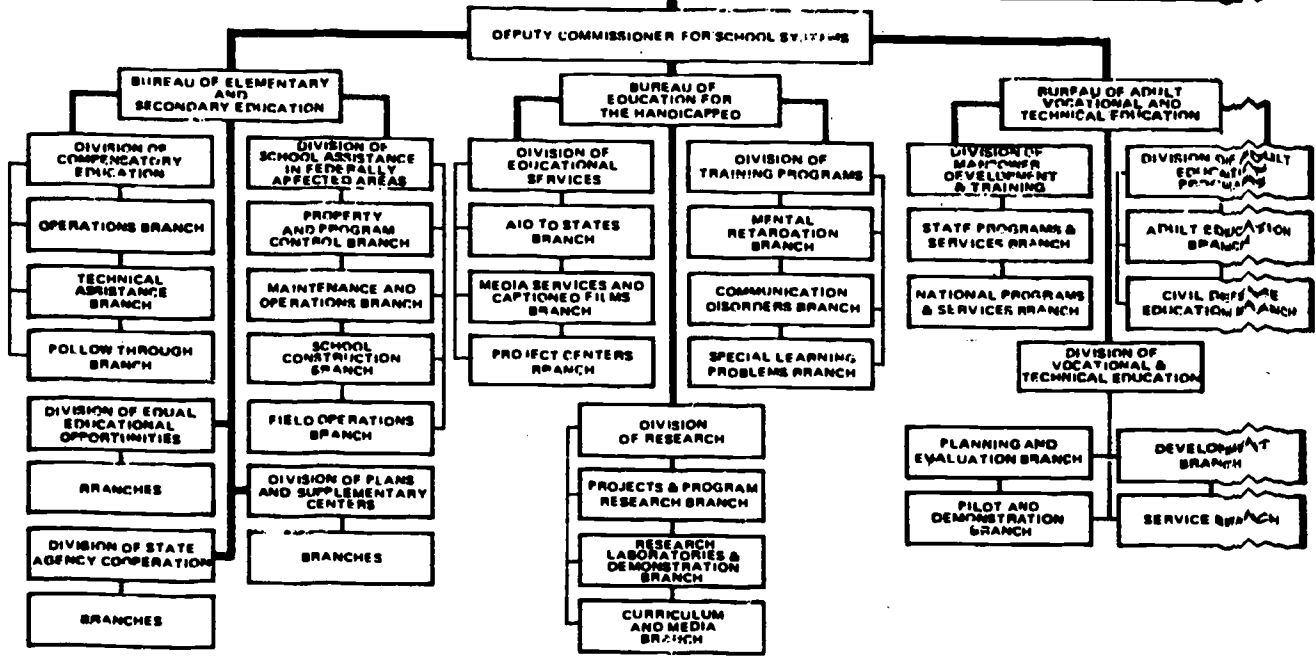 DEPUTY COMMISSIONER FOR SCHOOL SYSTEMS
BUREAU OF ELEMENTARY
AND
SECONDARY EDUCATION
DIVISION OF
COMPENSATORY
EDUCATION
OPERATIONS BRANCH
TECHNICAL
ASSISTANCE
BRANCH
FOLLOW THROUGH
BRANCH
DIVISION OF EQUAL
EDUCATIONAL
OPPORTUNITIES
BRANCHES
DIVISION OF STATE
AGENCY COOPERATION
BRANCHES
DIVISION OF
SCHOOL ASSISTANCE
IN FEDERALLY
AFFECTED AREAS
PROPERTY
AND PROGRAM
CONTROL BRANCH
MAINTENANCE AND
OPERATIONS BRANCH
SCHOOL
CONSTRUCTION
BRANCH
FIELD OPERATIONS
BRANCH
DIVISION OF PLANS
AND SUPPLEMENTARY
CENTERS
BRANCHES
BUREAU OF
EDUCATION FOR
THE HANDICAPPED
DIVISION OF
EDUCATIONAL
SERVICES
AID TO STATES
BRANCH
MEDIA SERVICES AND
CAPTIONED FILMS
BRANCH
PROJECT CENTERS
BRANCH
DIVISION OF
TRAINING PROGRAMS
MENTAL
RETARDATION
BRANCH
COMMUNICATION
DISORDERS BRANCH
SPECIAL LEARNING
PROBLEMS BRANCH
DIVISION
OF RESEARCH
PROJECTS & PROGRAM
RESEARCH BRANCH
RESEARCH
LABORATORIES &
DEMONSTRATION
BRANCH
CURRICULUM
AND MEDIA
BRANCH
BUREAU OF ADULT
VOCATIONAL AND
TECHNICAL EDUCATION
DIVISION OF
MANPOWER
DEVELOPMENT
& TRAINING
STATE PROGRAMS &
SERVICES BRANCH
NATIONAL PROGRAMS
& SERVICES BRANCH
DIVISION OF ADULT
EDUCATION
PROGRAMS
ADULT EDUCATION
BRANCH
CIVIL DEFENSE
EDUCATION BRANCH
DIVISION OF
VOCATIONAL &
TECHNICAL EDUCATION
PLANNING AND
EVALUATION BRANCH
PILOT AND
DEMONSTRATION
BRANCH
DEVELOPMENT
BRANCH
SERVICE BRANCH